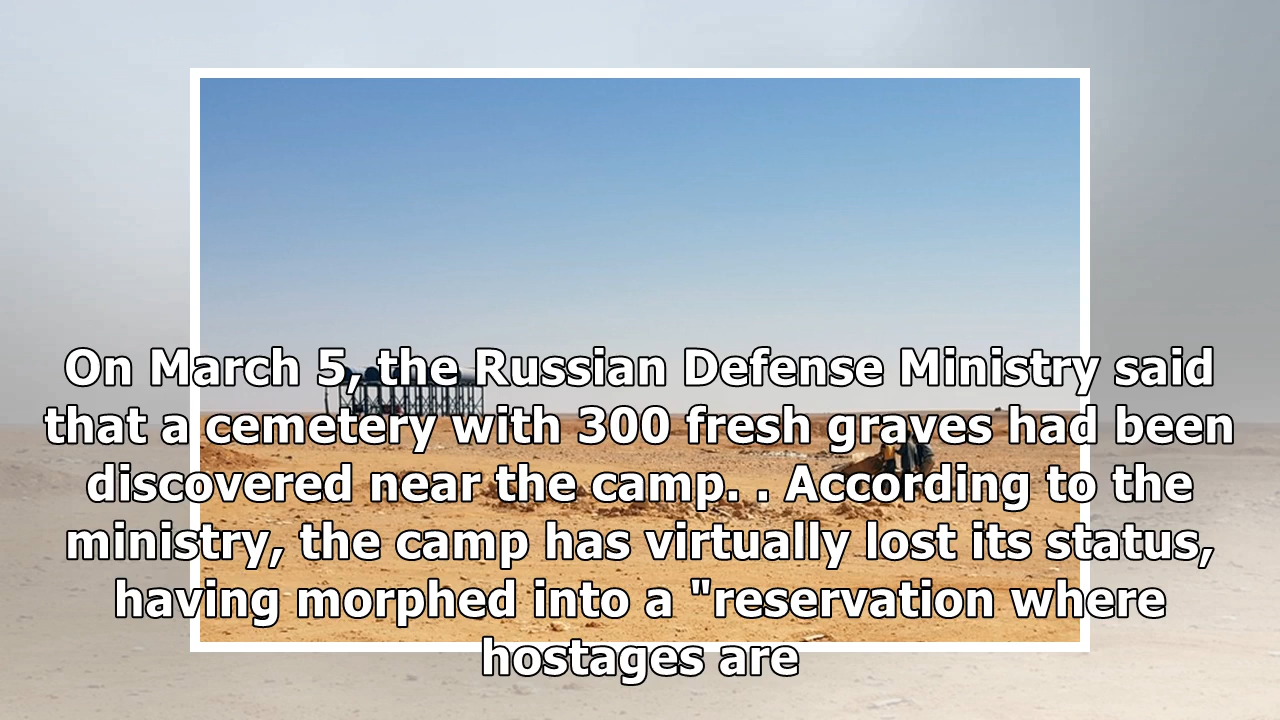 On March 5, the Russian Defense Ministry said
that a cemetery with 300 fresh graves had been
discovered near the camp. . According to the
ministry, the camp has virtually lost its status,
having morphed into a "reservation where
hostages are